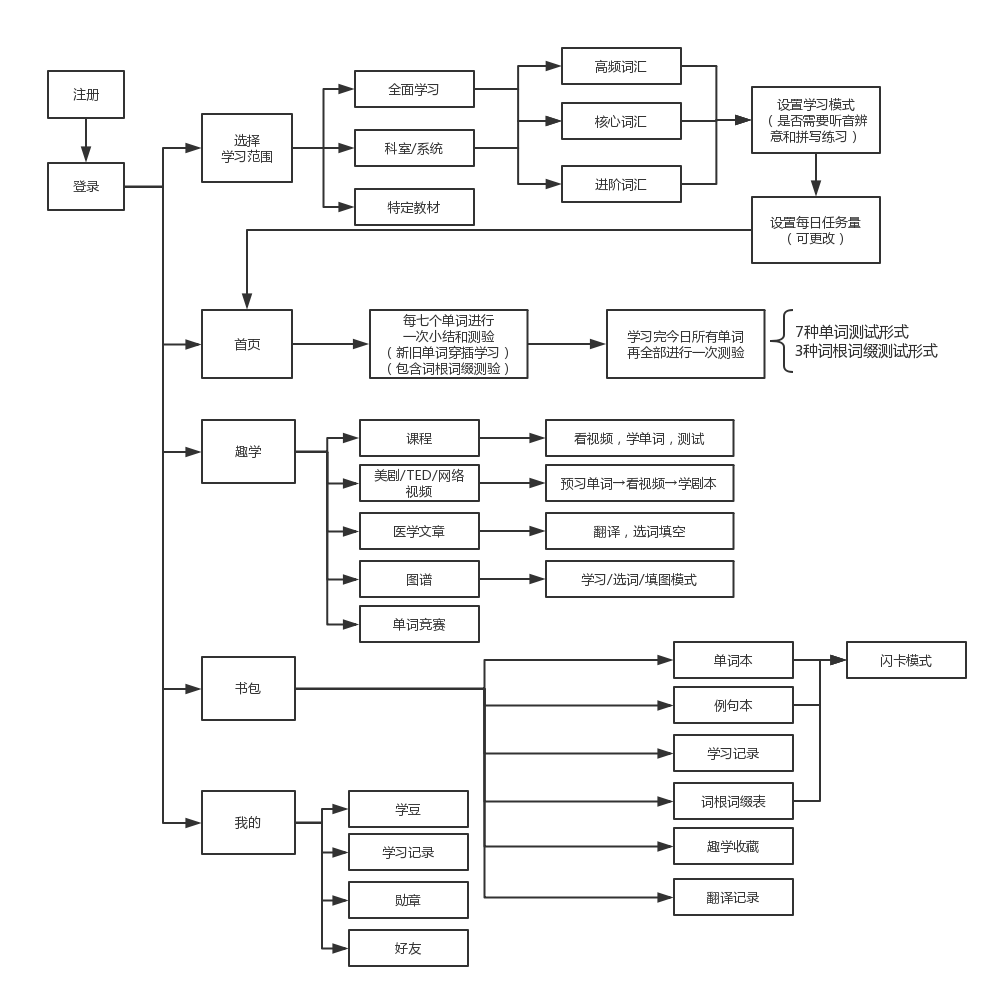 注册
登录
选择
学习范围
全面学习
科室/系统
特定教材
高频词汇
核心词汇
进阶词汇
设置学习模式
（是否需要听音辨
意和拼写练习）
设置每日任务量
（可更改）
首页
每七个单词进行
一次小结和测验
（新旧单词穿插学习）
（包含词根词缀测验）
学习完今日所有单词
再全部进行一次测验
7种单词测试形式
3种词根词缀测试形式
趣学
课程
看视频，学单词，测试
美剧/TED/网络
视频
预习单词→看视频→学剧本
医学文章
翻译，选词填空
图谱
学习/选词/填图模式
单词竞赛
书包
单词本
闪卡模式
例句本
学习记录
词根词缀表
趣学收藏
翻译记录
我的
学豆
学习记录
勋章
好友